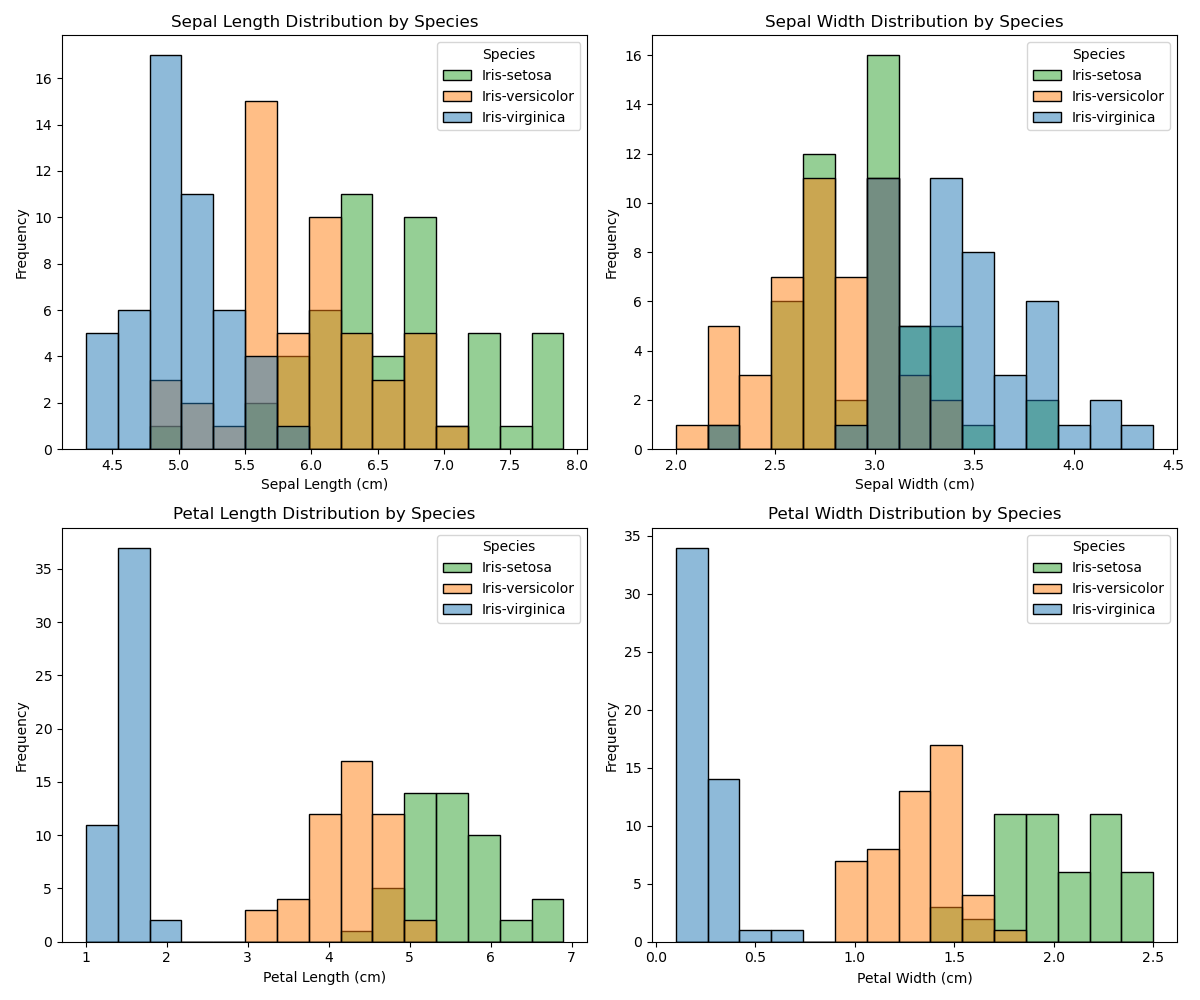 Sepal Length Distribution by Species
Species
Iris-setosa
Iris-versicolor
Iris-virginica
Frequency
16
14
12
10
8
6
4
2
0
4.5 5.0 5.5 6.0 6.5 7.0 7.5 8.0
Sepal Length (cm)
Sepal Width Distribution by Species
Species
Iris-setosa
Iris-versicolor
Iris-virginica
Frequency
16
14
12
10
8
6
4
2
0
2.0 2.5 3.0 3.5 4.0 4.5
Sepal Width (cm)
Petal Length Distribution by Species
Species
Iris-setosa
Iris-versicolor
Iris-virginica
Frequency
35
30
25
20
15
10
5
0
1 2 3 4 5 6 7
Petal Length (cm)
Petal Width Distribution by Species
Species
Iris-setosa
Iris-versicolor
Iris-virginica
Frequency
35
30
25
20
15
10
5
0
0.0 0.5 1.0 1.5 2.0 2.5
Petal Width (cm)